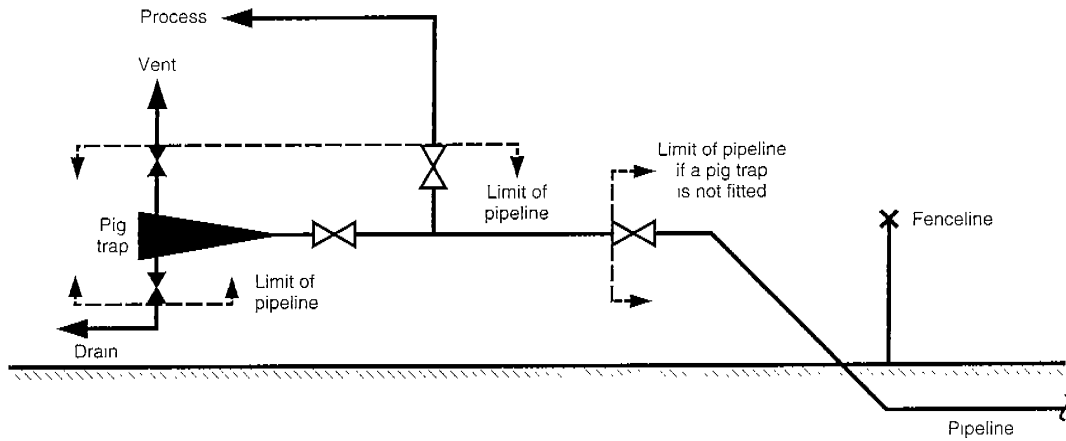 Process
Vent
Limit of pipeline
if a pig trap
is not fitted
Limit of
pipeline
Pig
trap
Fenceline
Limit of
pipeline
Drain
Pipeline